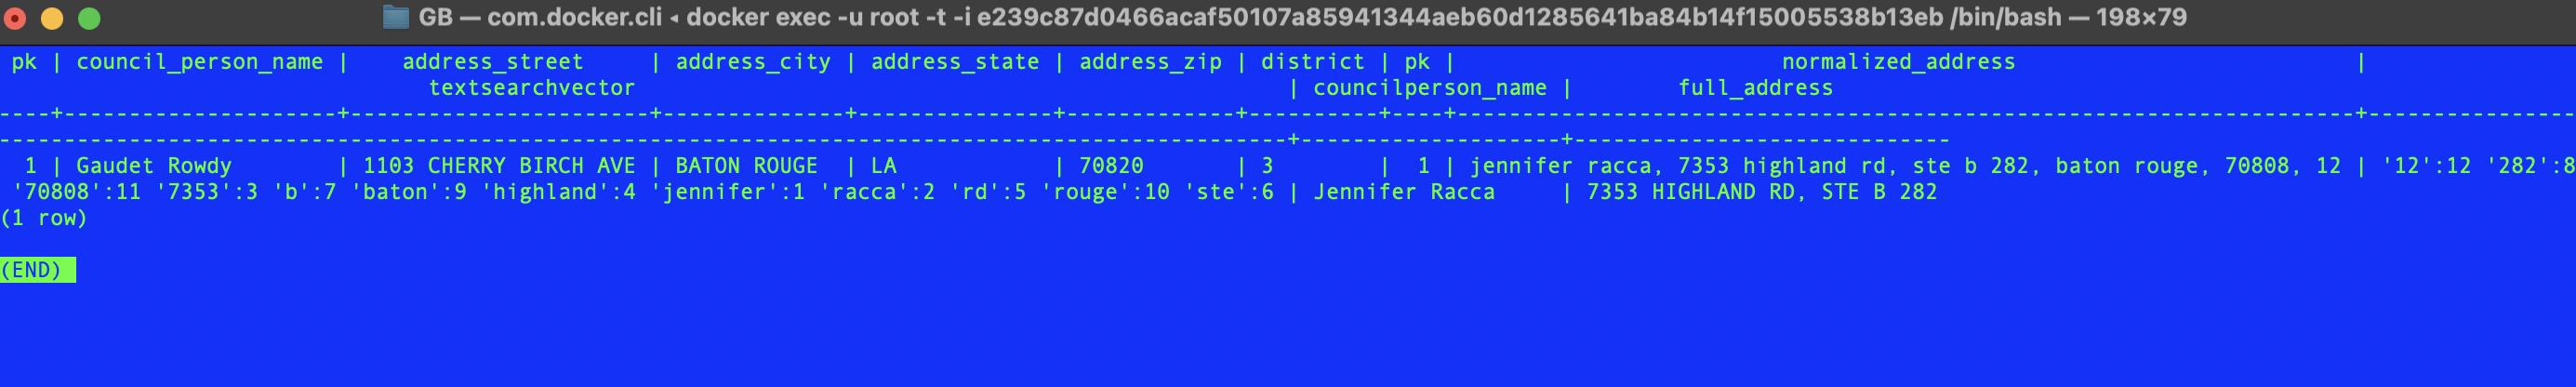 GB — com.docker.cli ◂ docker exec -u root -t -i e239c87d0466acaf50107a85941344aeb60d1285641ba84b14f15005538b13eb /bin/bash — 198×79
 pk | council_person_name |    address_street     | address_city | address_state | address_zip | district | pk |                         normalized_address                          |
                                 textsearchvector                                                  | councilperson_name |        full_address
----+---------------------+-----------------------+--------------+---------------+-------------+----------+----+---------------------------------------------------------------------+----------------
---------------------------------------------------------------------------------------------------+--------------------+-----------------------------
  1 | Gaudet Rowdy        | 1103 CHERRY BIRCH AVE | BATON ROUGE  | LA            | 70820       | 3        |  1 | jennifer racca, 7353 highland rd, ste b 282, baton rouge, 70808, 12 | '12':12 '282':8
 '70808':11 '7353':3 'b':7 'baton':9 'highland':4 'jennifer':1 'racca':2 'rd':5 'rouge':10 'ste':6 | Jennifer Racca     | 7353 HIGHLAND RD, STE B 282
(1 row)
(END)